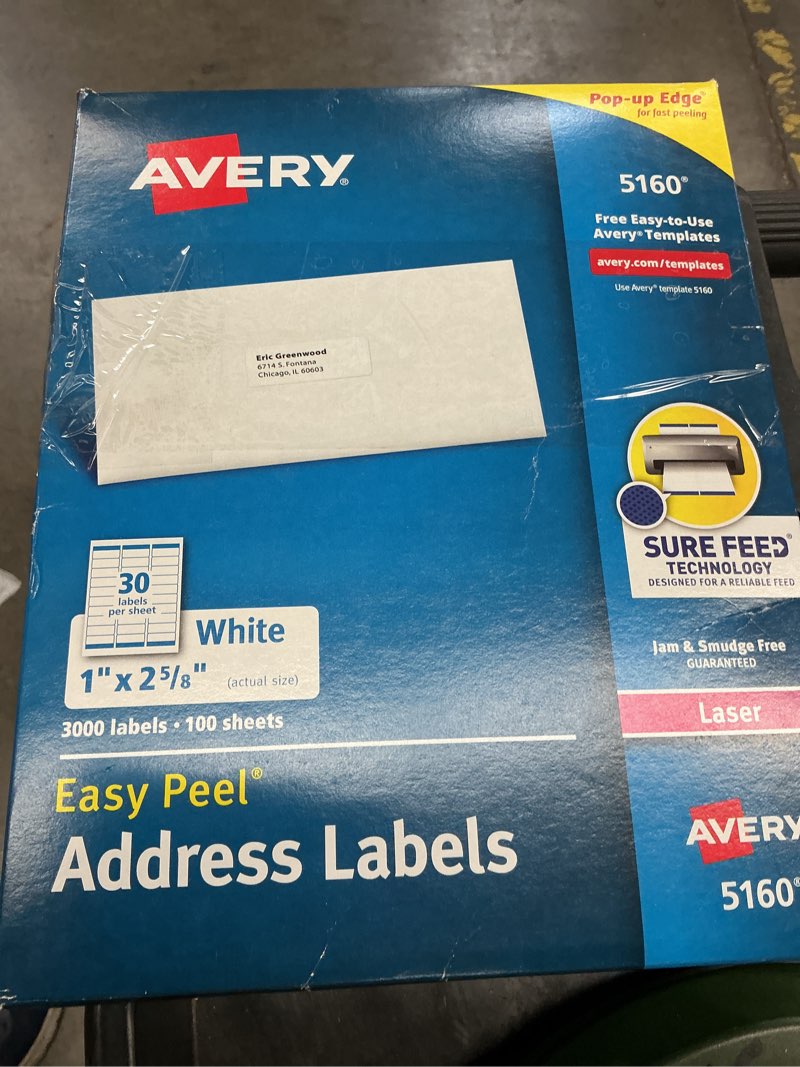 Pop-up Edge®
for fast peeling
AVERY®
5160®
Free Easy-to-Use
Avery® Templates
avery.com/templates
Use Avery® template 5160
Eric Greenwood
6714 S. Fontana
Chicago, IL 60603
SURE FEED®
TECHNOLOGY
DESIGNED FOR A RELIABLE FEED
30
labels
per sheet
White
1" x 2 5/8" (actual size)
Jam & Smudge Free
GUARANTEED
3000 labels • 100 sheets
Laser
Easy Peel®
Address Labels
AVERY
5160®